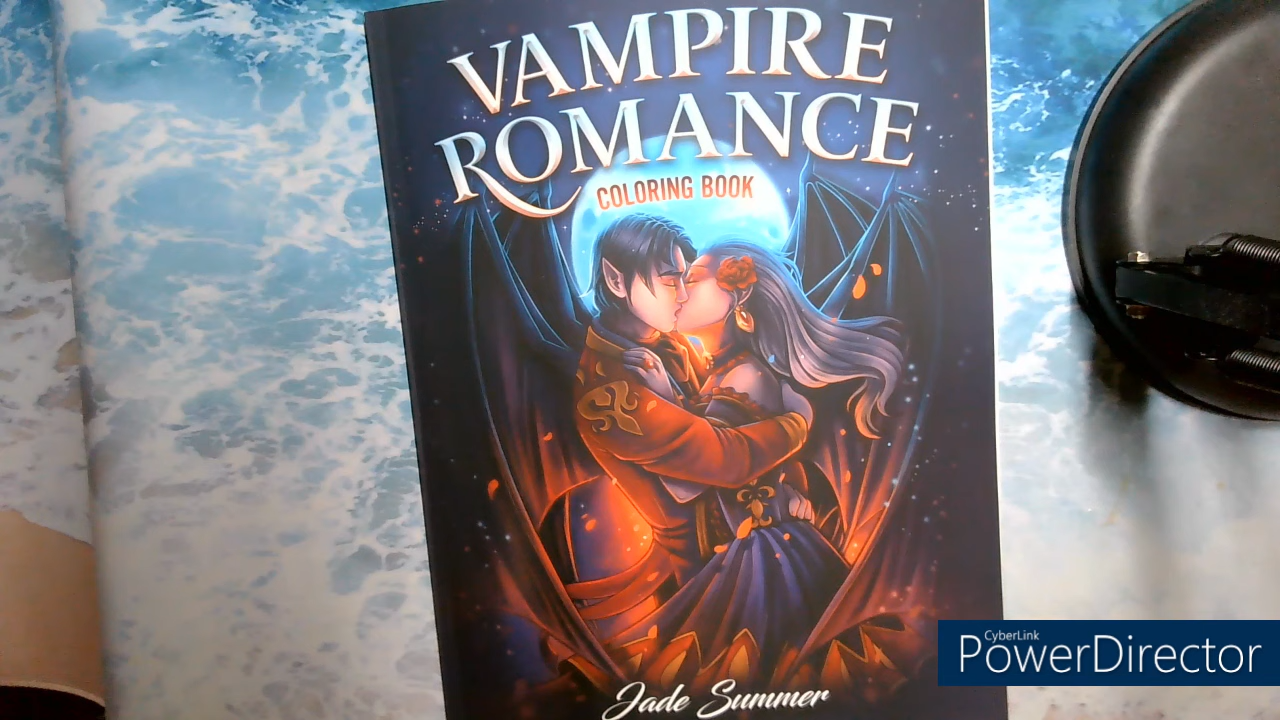 VAMPIRE
ROMANCE
COLORING BOOK
Jade Summer
CyberLink
PowerDirector